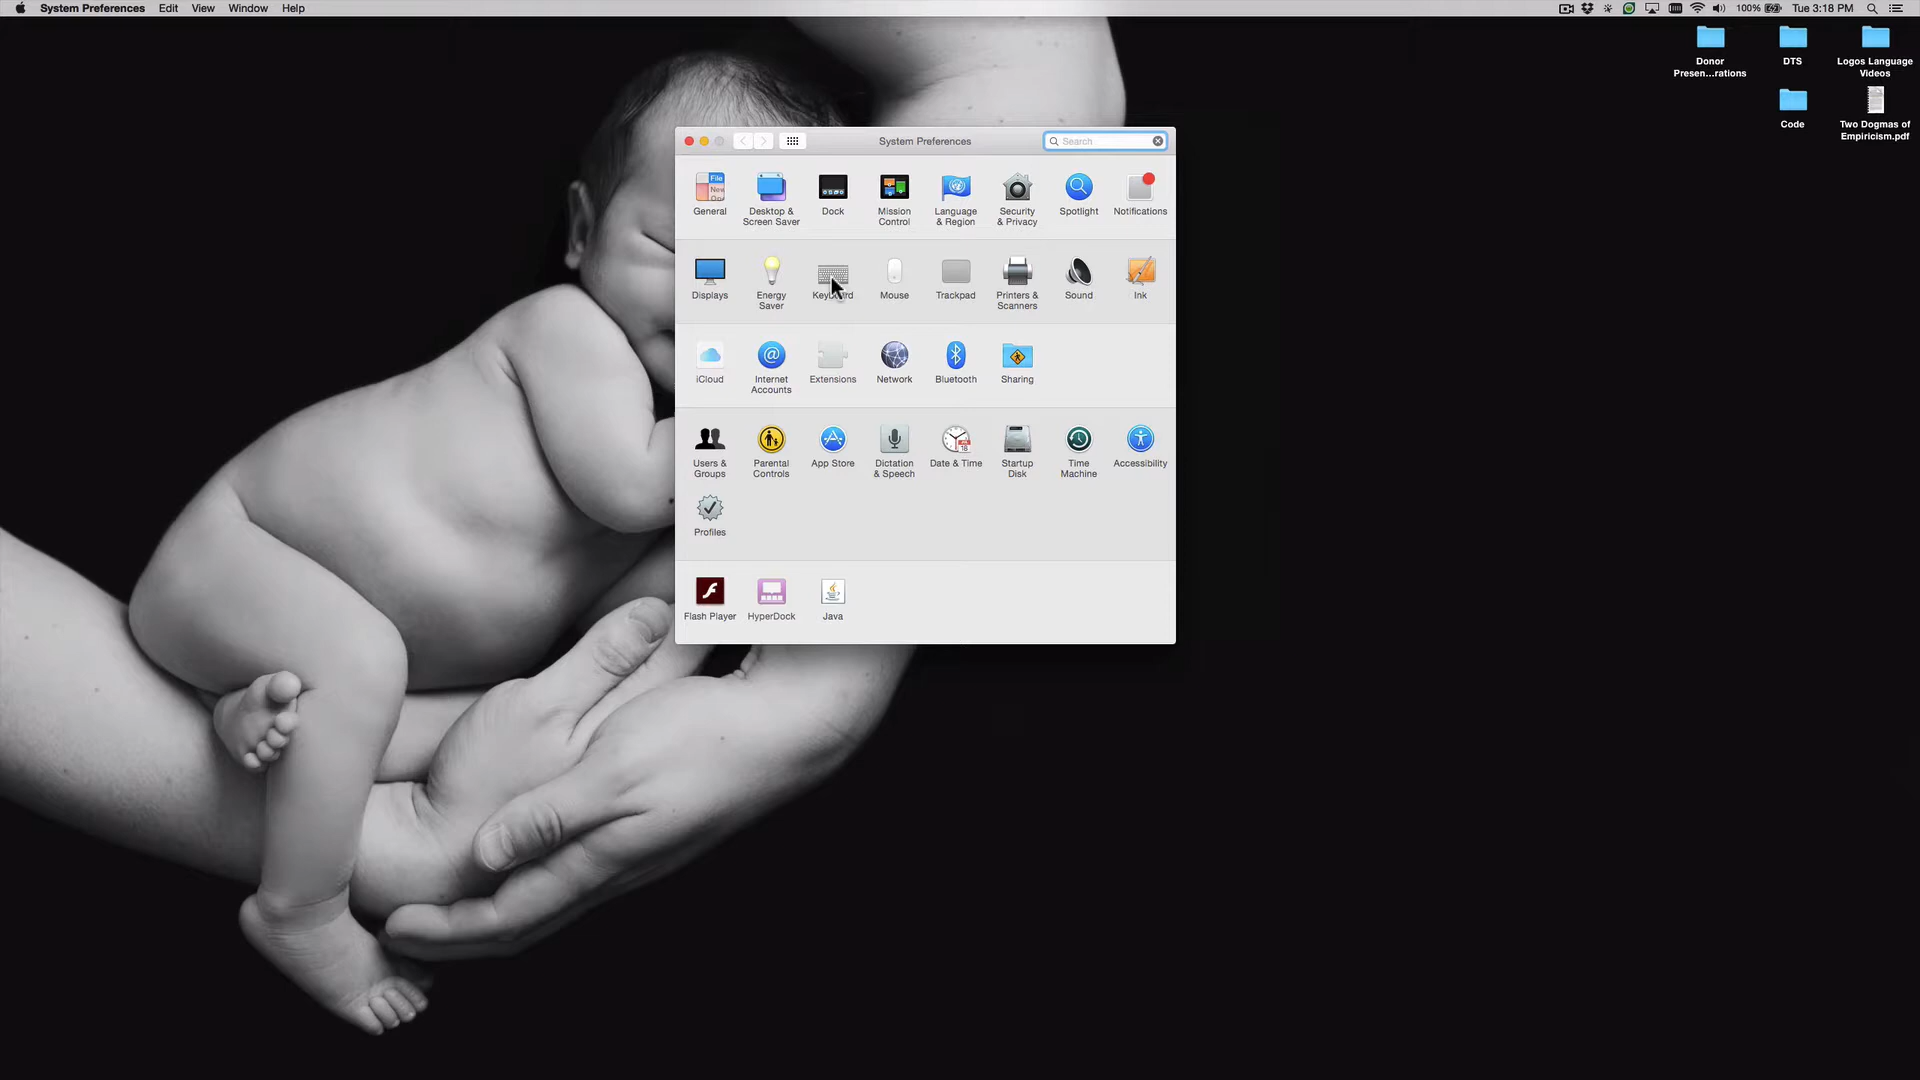 System Preferences Edit View Window Help
100% Tue 3:18 PM
Donor
Presen...rations
DTS
Logos Language
Videos
Code
Two Dogmas of
Empiricism.pdf
System Preferences
Search
File
New
General
Desktop &
Screen Saver
Dock
Mission
Control
Language
& Region
Security
& Privacy
Spotlight
Notifications
Displays
Energy
Saver
Mouse
Trackpad
Printers &
Scanners
Sound
Ink
iCloud
Internet
Accounts
Extensions
Network
Bluetooth
Sharing
Users &
Groups
Parental
Controls
App Store
Dictation
& Speech
Date & Time
Startup
Disk
Time
Machine
Accessibility
Profiles
Flash Player
HyperDock
Java